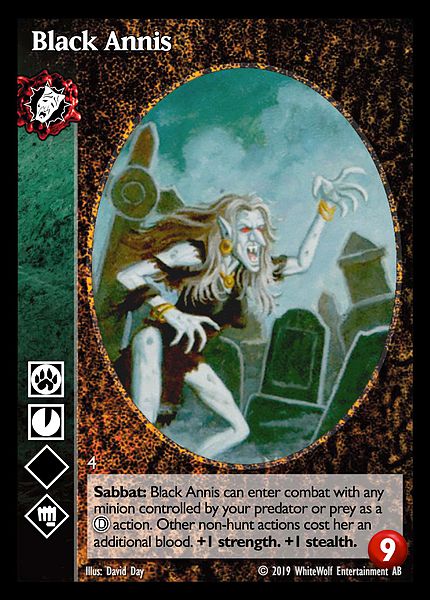 Black Annis
4
Sabbat: Black Annis can enter combat with any
minion controlled by your predator or prey as a
Ⓓ action. Other non-hunt actions cost her an
additional blood. +1 strength. +1 stealth.
9
Illus: David Day
© 2019 WhiteWolf Entertainment AB